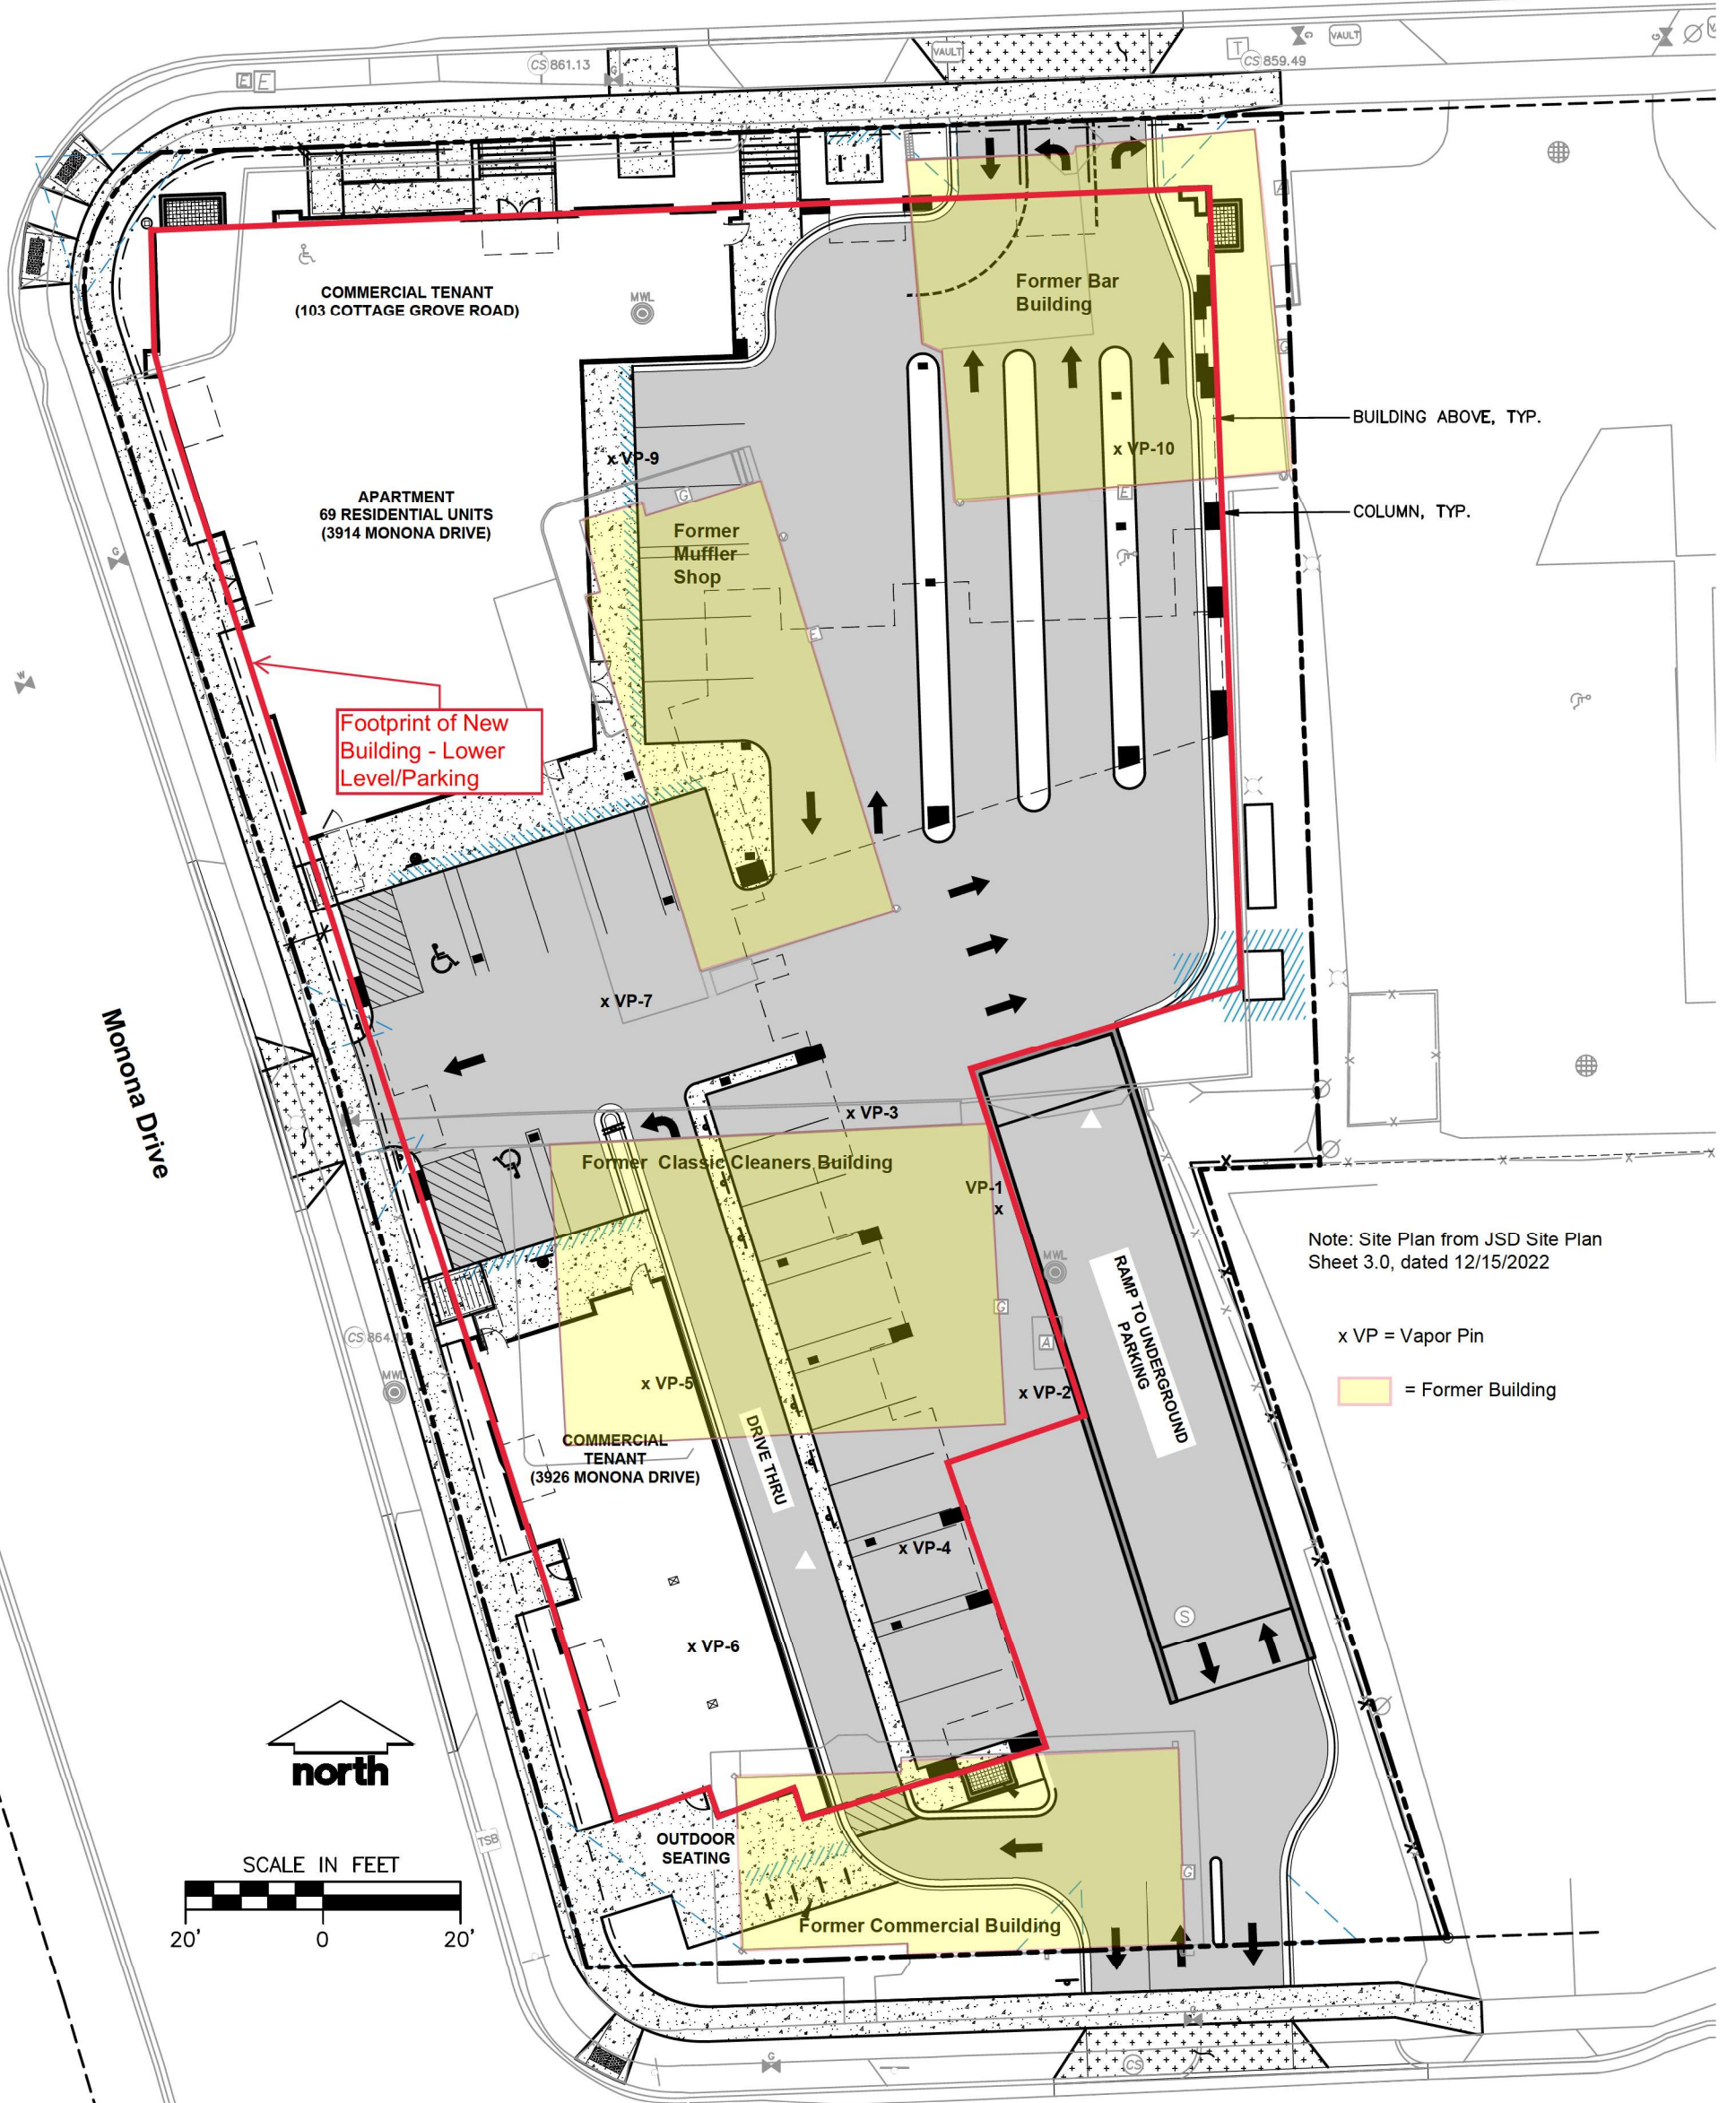 VAULT
T
VAULT
G
G
CS 861.13
CS 859.49
E E
G
A
COMMERCIAL TENANT
(103 COTTAGE GROVE ROAD)
MWL
Former Bar
Building
G
BUILDING ABOVE, TYP.
x VP-9
x VP-10
APARTMENT
69 RESIDENTIAL UNITS
(3914 MONONA DRIVE)
G
E
COLUMN, TYP.
Former
Muffler
Shop
G
E
W
Footprint of New
Building - Lower
Level/Parking
x VP-7
Monona Drive
x VP-3
Former Classic Cleaners Building
VP-1
x
MWL
Note: Site Plan from JSD Site Plan
Sheet 3.0, dated 12/15/2022
RAMP TO UNDERGROUND
PARKING
G
CS 864.12
A
x VP = Vapor Pin
MWL
x VP-5
x VP-2
= Former Building
COMMERCIAL
TENANT
(3926 MONONA DRIVE)
DRIVE THRU
x VP-4
S
x VP-6
north
TSB
OUTDOOR
SEATING
SCALE IN FEET
G
Former Commercial Building
20'
0
20'
G
G
CS